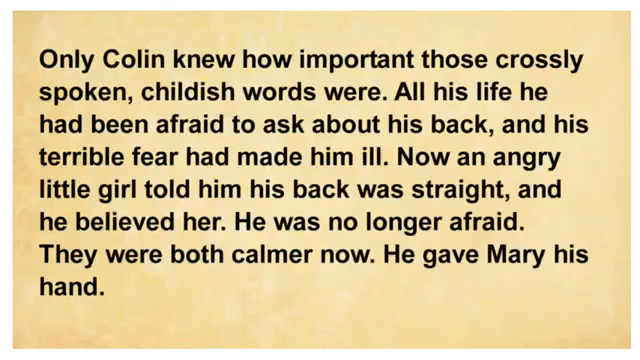 Only Colin knew how important those crossly
spoken, childish words were. All his life he
had been afraid to ask about his back, and his
terrible fear had made him ill. Now an angry
little girl told him his back was straight, and
he believed her. He was no longer afraid.
They were both calmer now. He gave Mary his
hand.